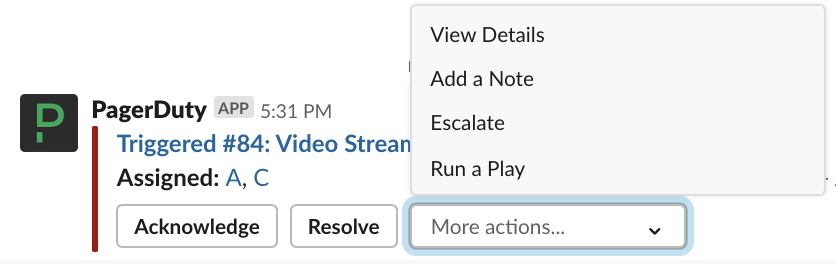 View Details
Add a Note
Escalate
Run a Play
PagerDuty APP 5:31 PM
Triggered #84: Video Stream
Assigned: A, C
Acknowledge Resolve More actions...